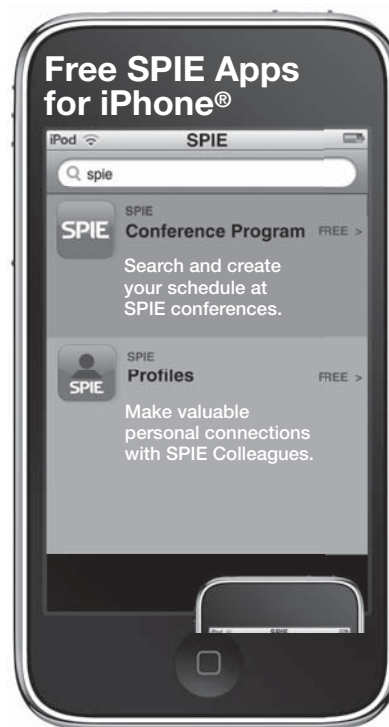 Free SPIE Apps
for iPhone®
iPod SPIE
spie
SPIE
SPIE Conference Program FREE >
Search and create
your schedule at
SPIE conferences.
SPIE
SPIE Profiles FREE >
Make valuable
personal connections
with SPIE Colleagues.